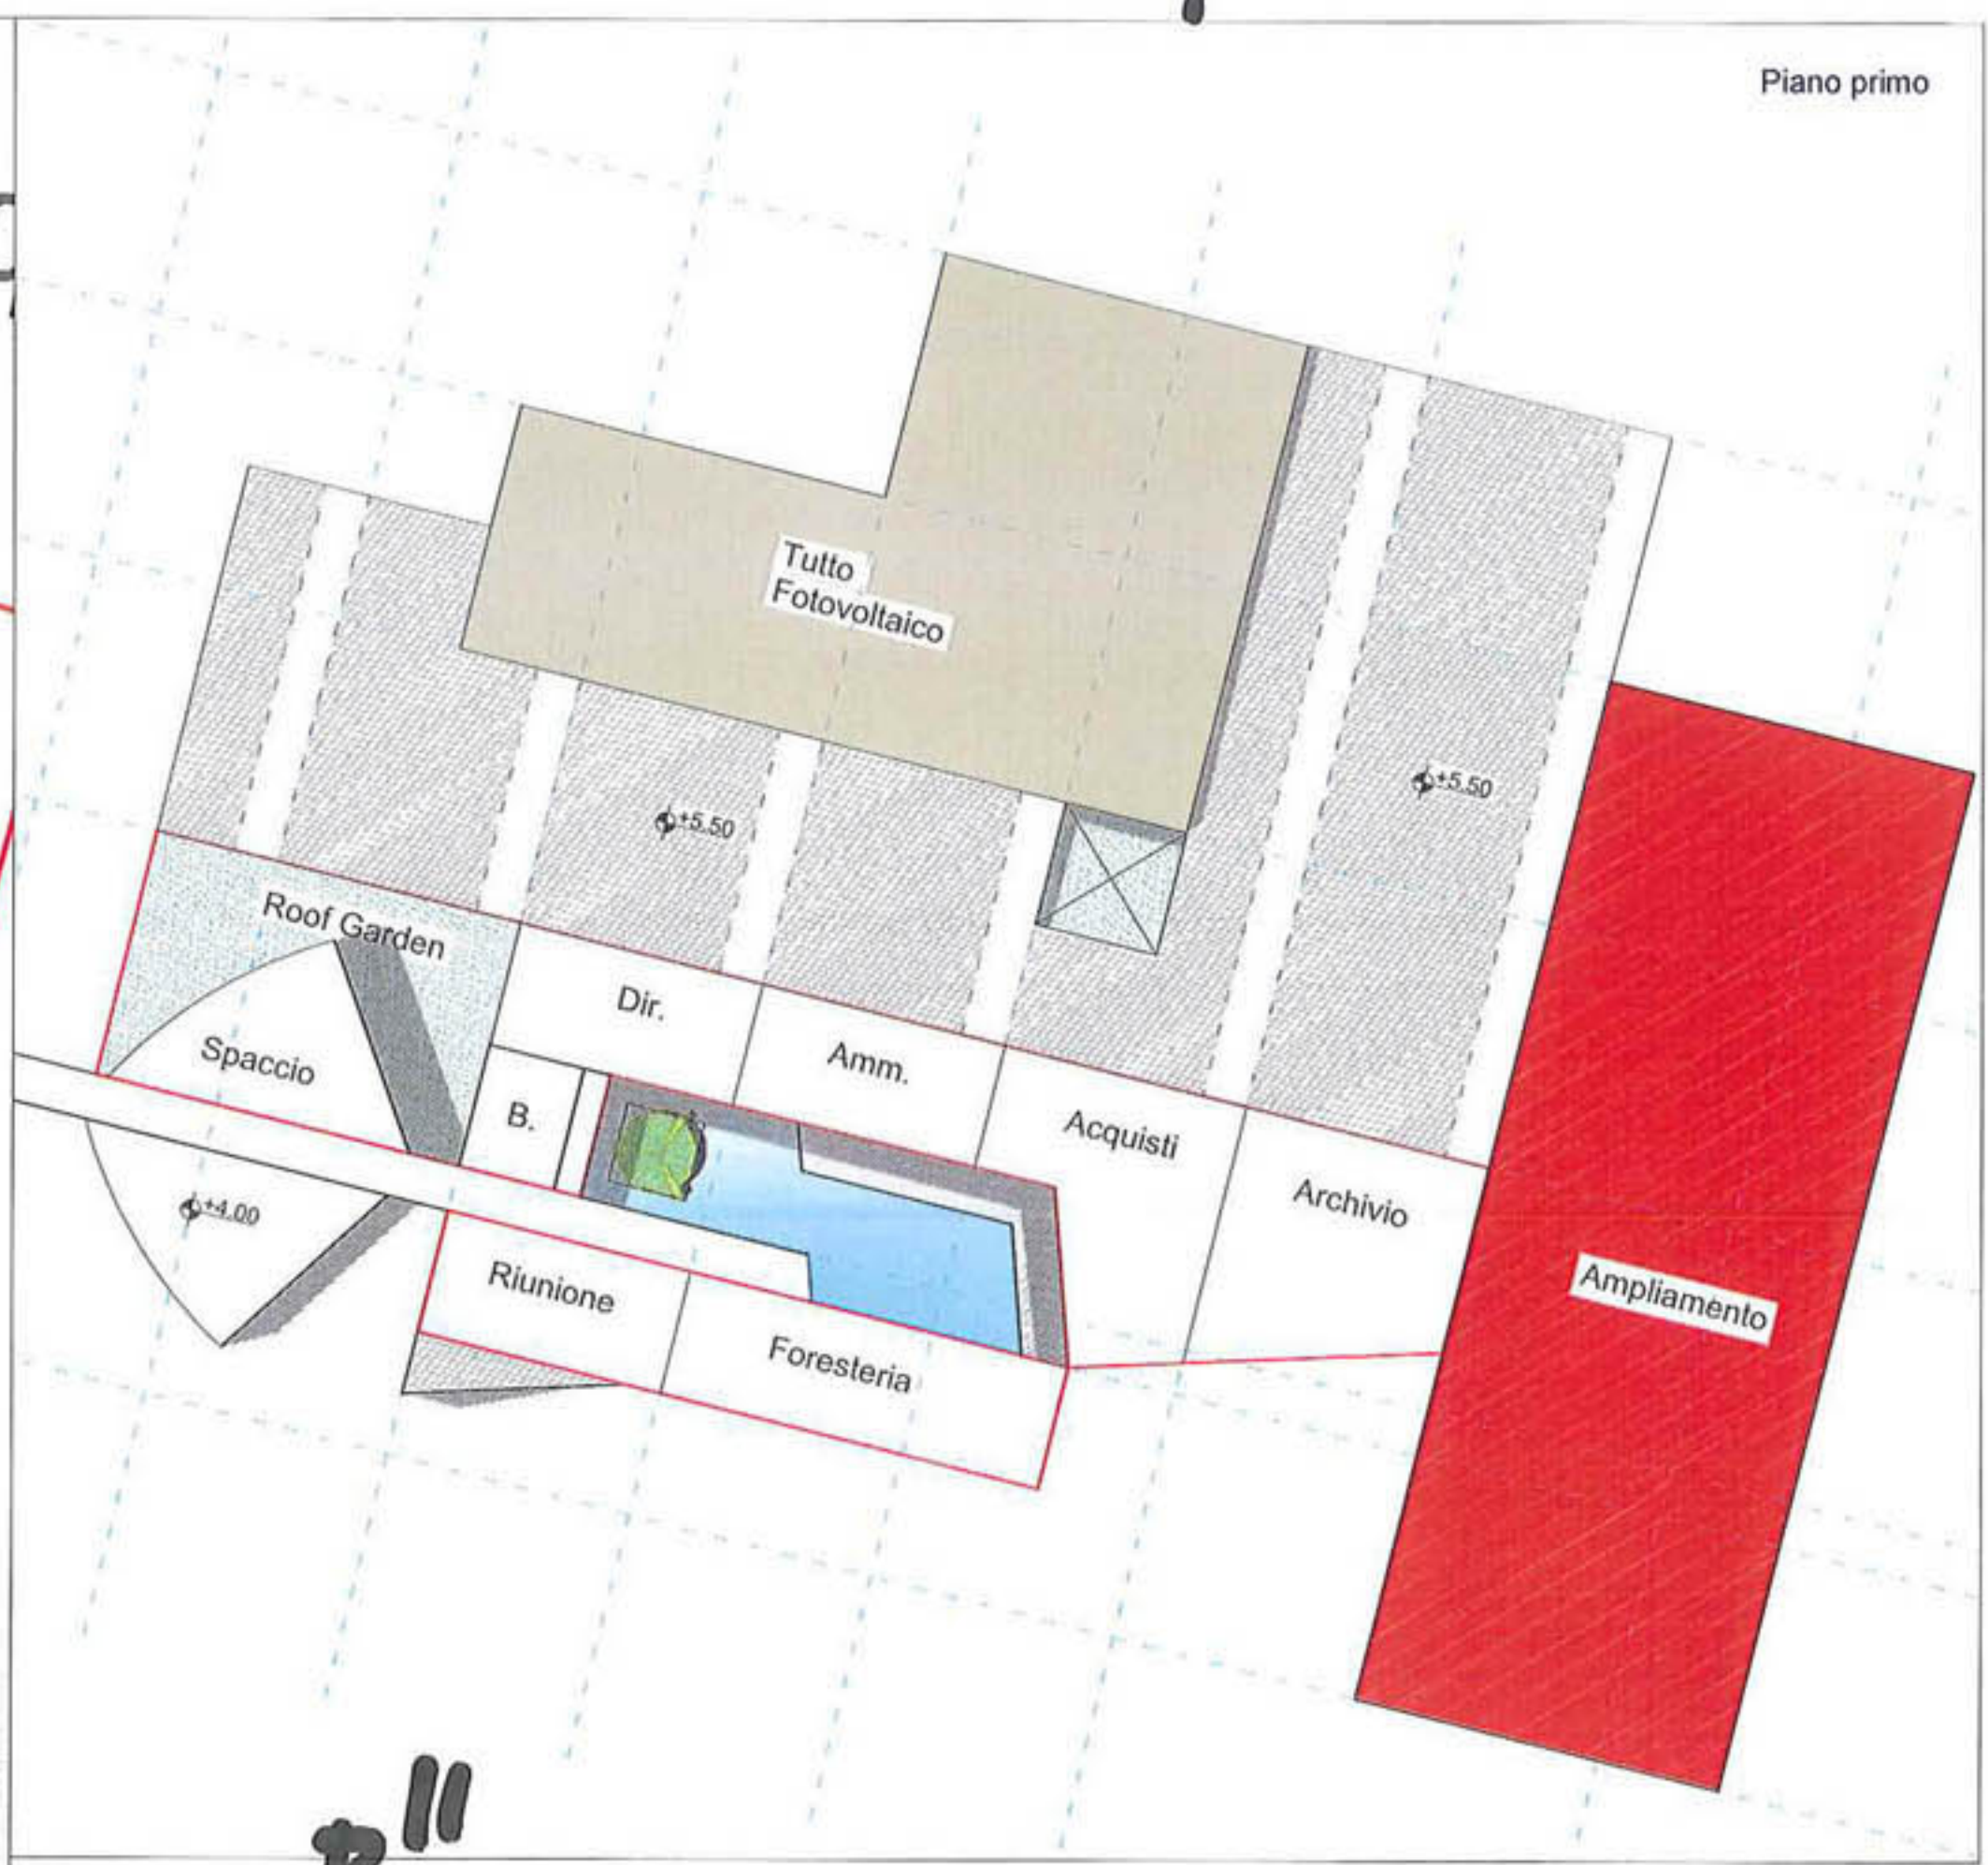 Piano primo
Tutto
Fotovoltaico
+5.50
+5.50
Roof Garden
Dir.
Spaccio
Amm.
B.
Acquisti
Archivio
+4.00
Riunione
Foresteria
Ampliamento